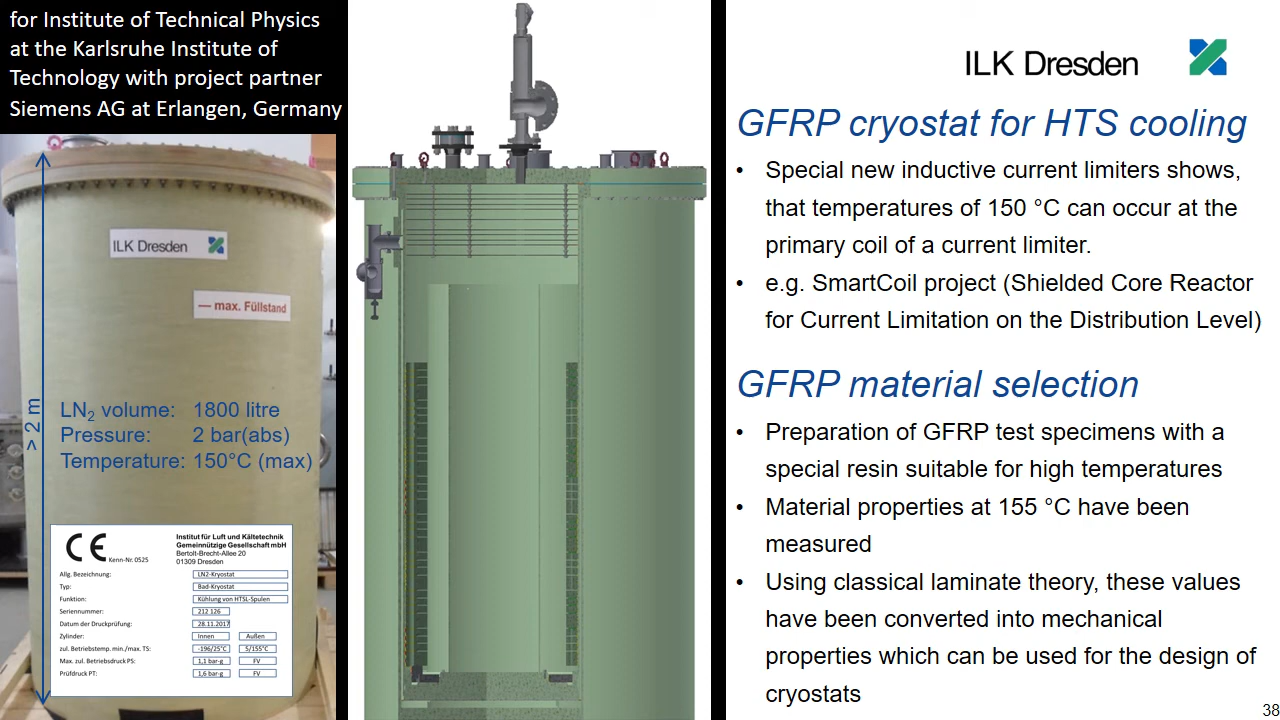 for Institute of Technical Physics
at the Karlsruhe Institute of
Technology with project partner
Siemens AG at Erlangen, Germany
ILK Dresden
— max. Füllstand
> 2 m
LN2 volume: 1800 litre
Pressure: 2 bar(abs)
Temperature: 150°C (max)
CE Kenn-Nr. 0525
Institut für Luft und Kältetechnik
Gemeinnützige Gesellschaft mbH
Bertolt-Brecht-Allee 20
01309 Dresden
Allg. Bezeichnung: LN2-Kryostat
Typ: Bad-Kryostat
Funktion: Kühlung von HTSL-Spulen
Seriennummer: 212 126
Datum der Druckprüfung: 28.11.2017
Zylinder: Innen Außen
zul. Betriebstemp. min./max. TS: -196/25°C 5/155°C
Max. zul. Betriebsdruck PS: 1,1 bar-g FV
Prüfdruck PT: 1,6 bar-g FV
ILK Dresden
GFRP cryostat for HTS cooling
• Special new inductive current limiters shows,
that temperatures of 150 °C can occur at the
primary coil of a current limiter.
• e.g. SmartCoil project (Shielded Core Reactor
for Current Limitation on the Distribution Level)
GFRP material selection
• Preparation of GFRP test specimens with a
special resin suitable for high temperatures
• Material properties at 155 °C have been
measured
• Using classical laminate theory, these values
have been converted into mechanical
properties which can be used for the design of
cryostats
38